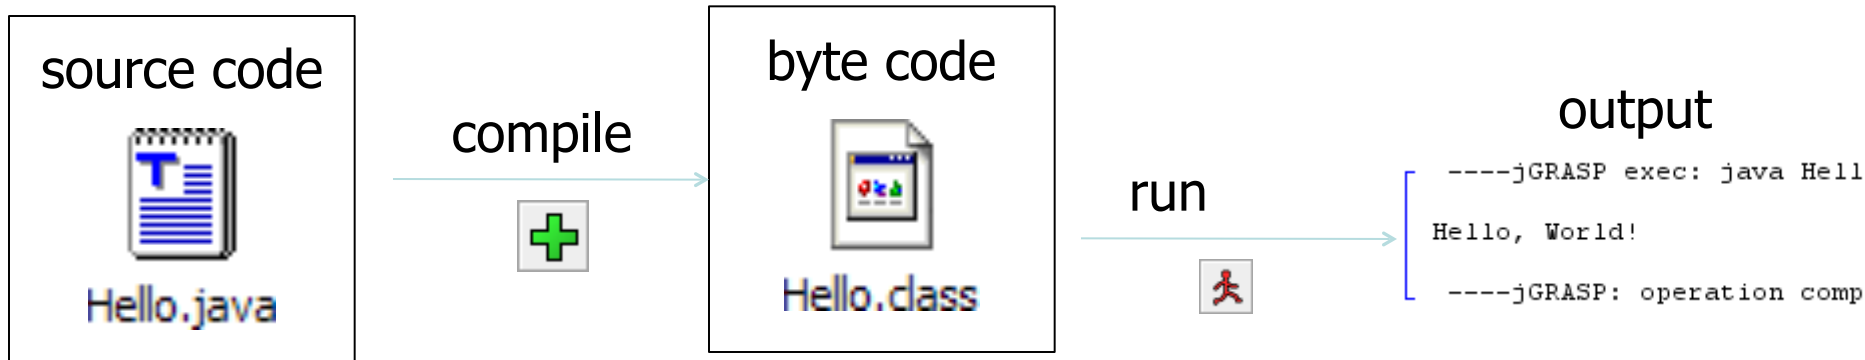 source code
Hello.java
compile
byte code
Hello.class
run
output
----jGRASP exec: java Hell
Hello, World!
----jGRASP: operation comp